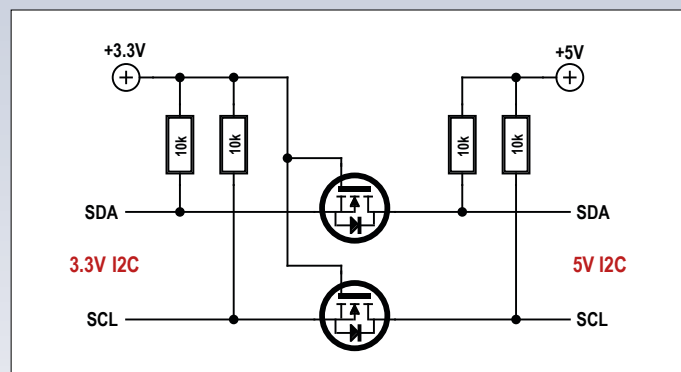 +3.3V
+5V
10k
10k
10k
10k
SDA
SDA
3.3V I2C
5V I2C
SCL
SCL